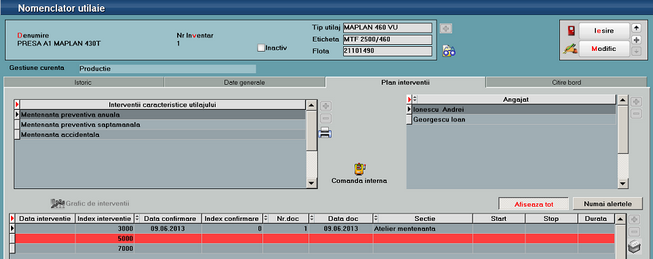 Nomenclator utilaie
Denumire
PRESA A1 MAPLAN 430T
Nr Inventar
1
Inactiv
Tip utilaj MAPLAN 460 VU
Eticheta MTF 2500/460
Flota 21101498
Iesire
Modific
Gestiune curenta Productie
Istoric Date generale Plan interventii Citire bord
Interventii caracteristice utilajului
Mentenanta preventiva anuala
Mentenanta preventiva saptamanala
Mentenanta accidentala
Angajat
Ionescu Andrei
Georgescu Ioan
Comanda interna
Grafic de interventii
Afiseaza tot Numai alertele
Data interventie Index interventie Data confirmare Index confirmare Nr.doc Data doc Sectie Start Stop Durata
3000 09.06.2013 0 1 09.06.2013 Atelier mentenanta
5000
7000